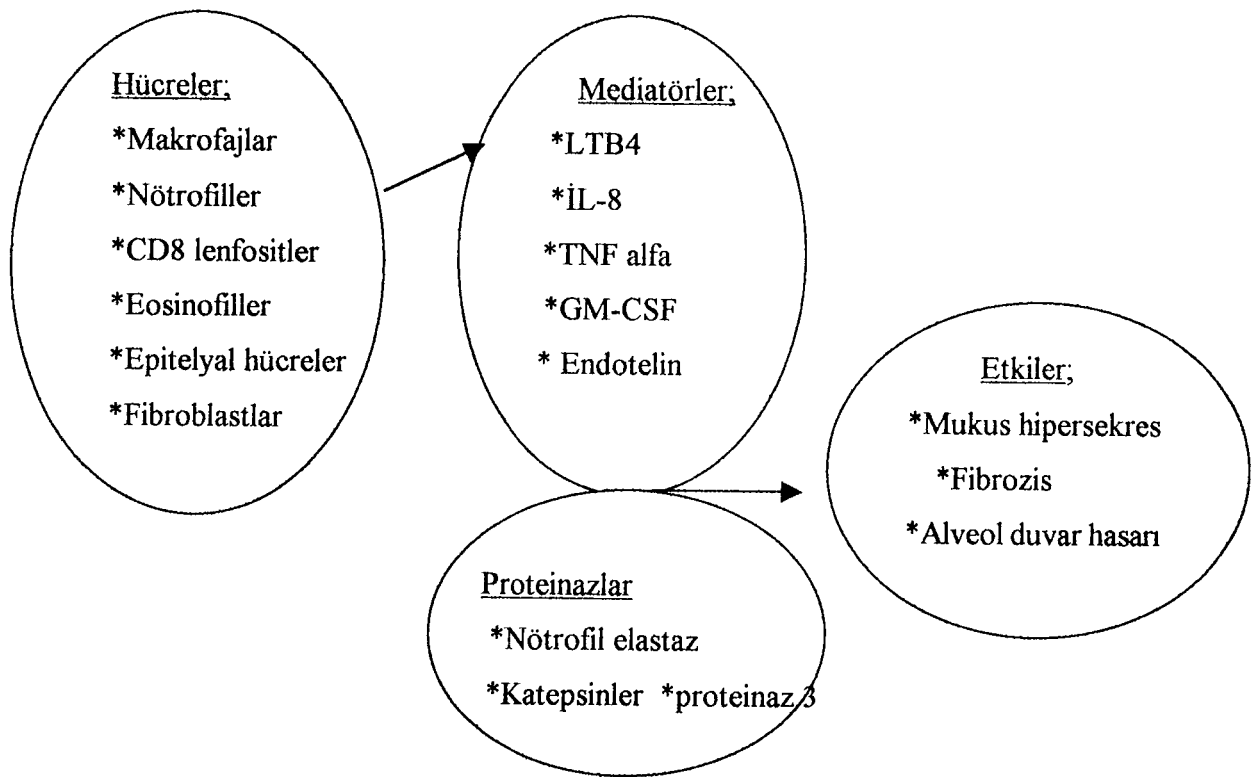 Hücreler;
*Makrofajlar
*Nötrofiller
*CD8 lenfositler
*Eosinofiller
*Epitelyal hücreler
*Fibroblastlar
Mediatörler;
*LTB4
*İL-8
*TNF alfa
*GM-CSF
* Endotelin
Proteinazlar
*Nötrofil elastaz
*Katepsinler *proteinaz 3
Etkiler;
*Mukus hipersekres
*Fibrozis
*Alveol duvar hasarı